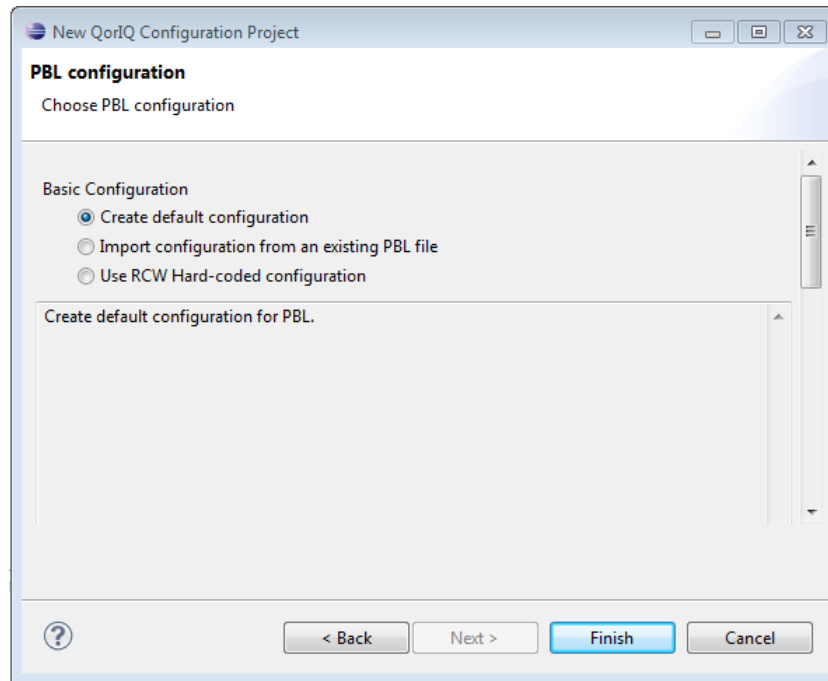 New QorIQ Configuration Project
PBL configuration
Choose PBL configuration
Basic Configuration
Create default configuration
Import configuration from an existing PBL file
Use RCW Hard-coded configuration
Create default configuration for PBL.
?
< Back
Next >
Finish
Cancel